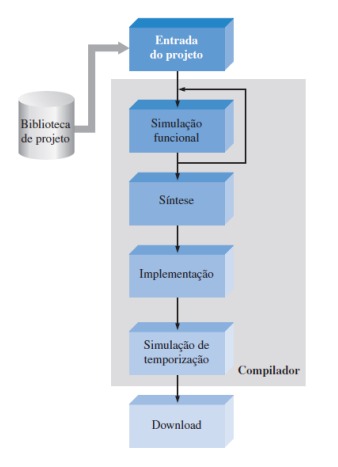 Entrada
do projeto
Biblioteca
de projeto
Simulação
funcional
Síntese
Implementação
Simulação de
temporização
Compilador
Download